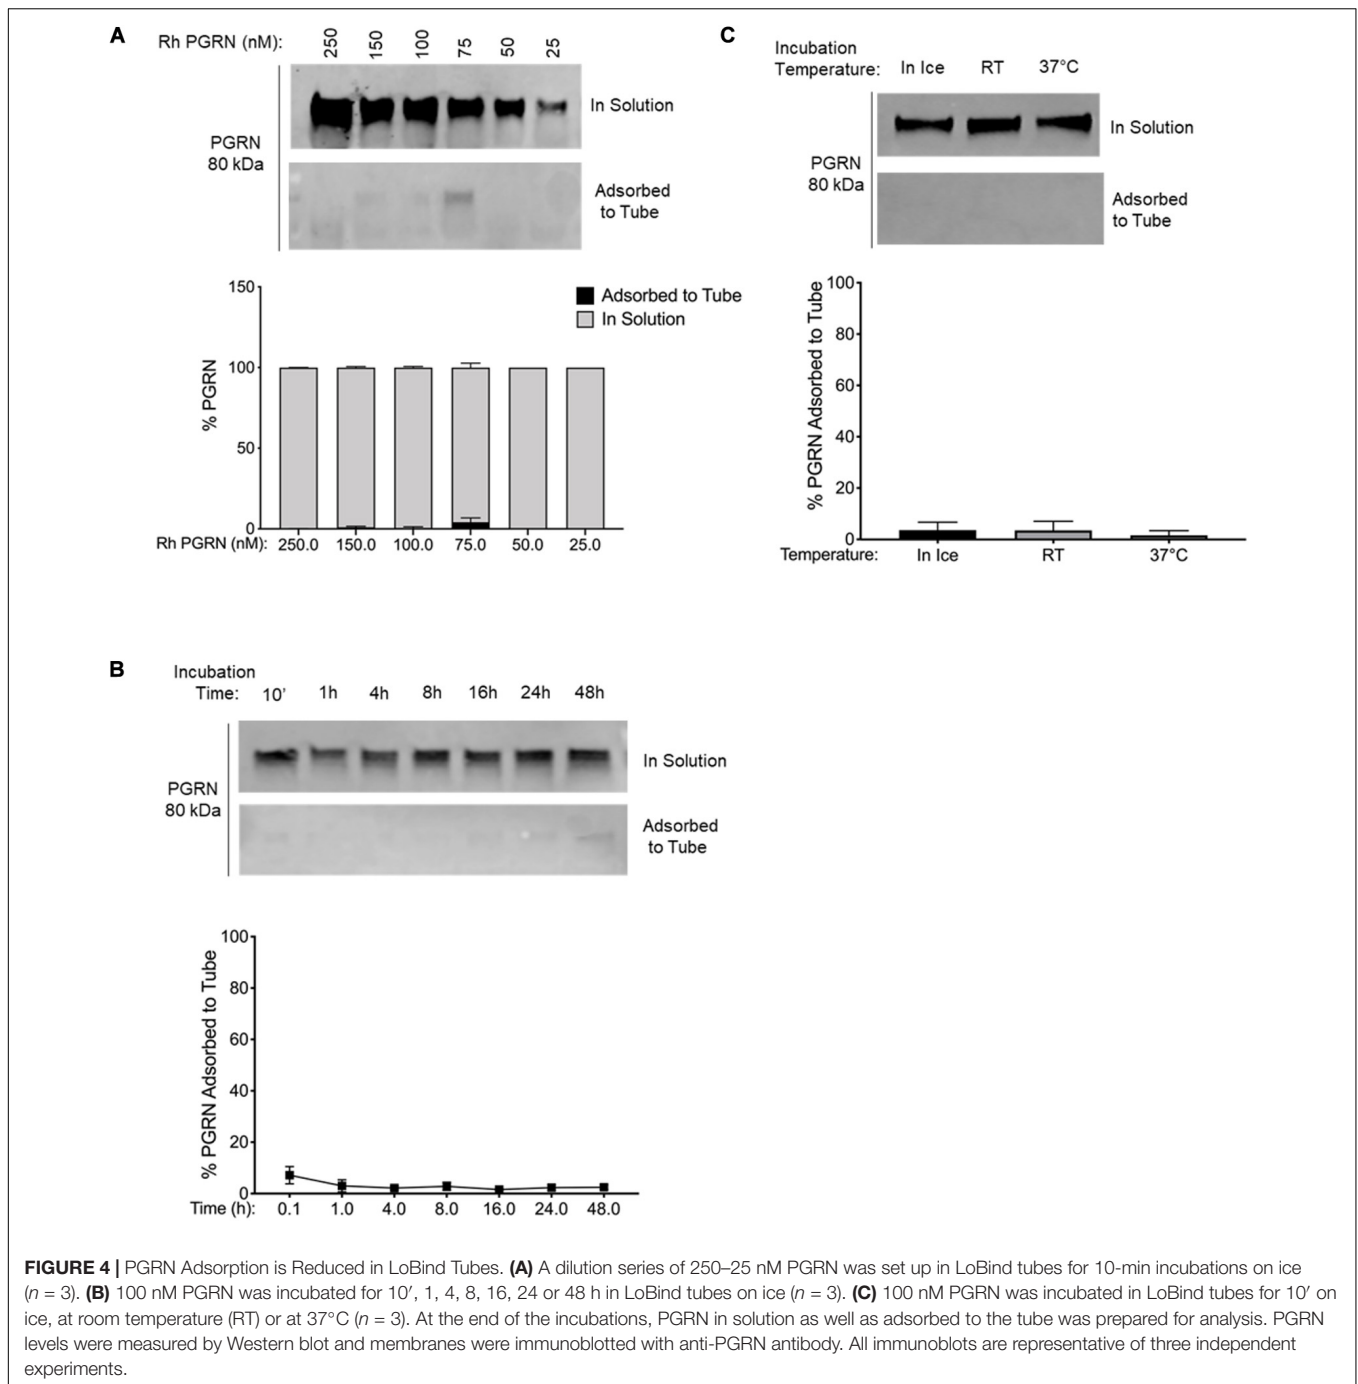 A
Rh PGRN (nM): 250 150 100 75 50 25
PGRN
80 kDa
In Solution
Adsorbed
to Tube
150
100
50
0
% PGRN
Adsorbed to Tube
In Solution
Rh PGRN (nM): 250.0 150.0 100.0 75.0 50.0 25.0
C
Incubation
Temperature: In Ice RT 37°C
PGRN
80 kDa
In Solution
Adsorbed
to Tube
100
80
60
40
20
0
% PGRN Adsorbed to Tube
Temperature: In Ice RT 37°C
B
Incubation
Time: 10' 1h 4h 8h 16h 24h 48h
PGRN
80 kDa
In Solution
Adsorbed
to Tube
100
80
60
40
20
0
% PGRN Adsorbed to Tube
Time (h): 0.1 1.0 4.0 8.0 16.0 24.0 48.0
FIGURE 4 | PGRN Adsorption is Reduced in LoBind Tubes. (A) A dilution series of 250–25 nM PGRN was set up in LoBind tubes for 10-min incubations on ice
(n = 3). (B) 100 nM PGRN was incubated for 10′, 1, 4, 8, 16, 24 or 48 h in LoBind tubes on ice (n = 3). (C) 100 nM PGRN was incubated in LoBind tubes for 10′ on
ice, at room temperature (RT) or at 37°C (n = 3). At the end of the incubations, PGRN in solution as well as adsorbed to the tube was prepared for analysis. PGRN
levels were measured by Western blot and membranes were immunoblotted with anti-PGRN antibody. All immunoblots are representative of three independent
experiments.